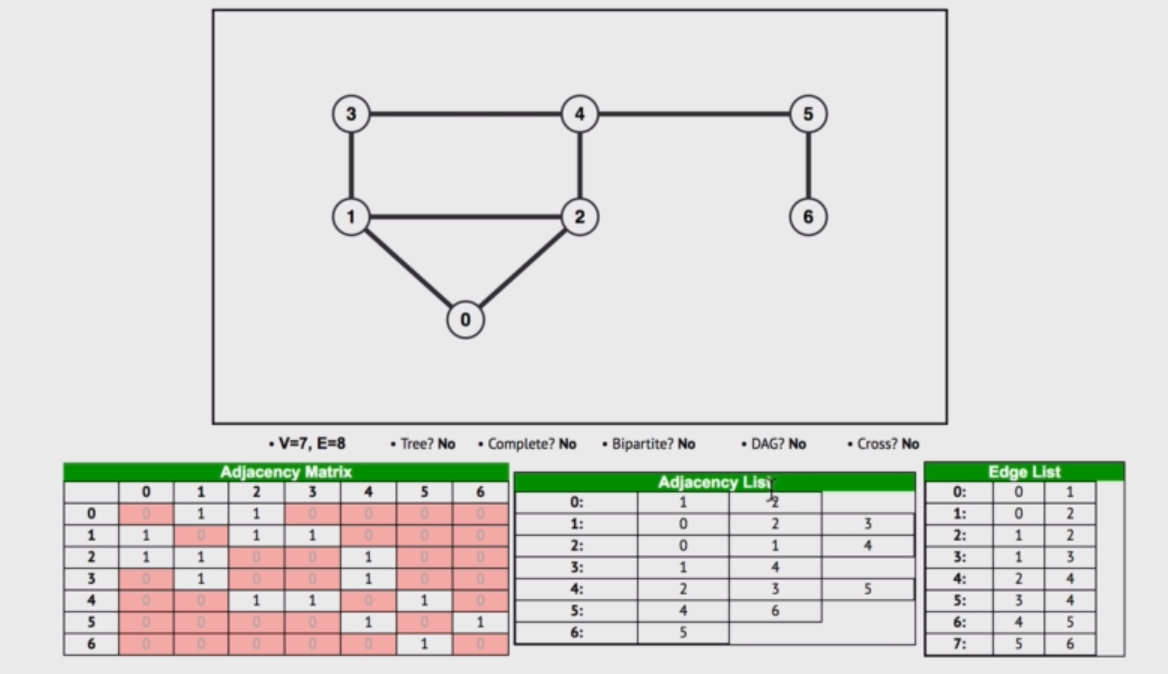 3 4 5
1 2 6
0
• V=7, E=8 • Tree? No • Complete? No • Bipartite? No • DAG? No • Cross? No
Adjacency Matrix
0 1 2 3 4 5 6
0 0 1 1 0 0 0 0
1 1 0 1 1 0 0 0
2 1 1 0 0 1 0 0
3 0 1 0 0 1 0 0
4 0 0 1 1 0 1 0
5 0 0 0 0 1 0 1
6 0 0 0 0 0 1 0
Adjacency List
0: 1 2
1: 0 2 3
2: 0 1 4
3: 1 4
4: 2 3 5
5: 4 6
6: 5
Edge List
0: 0 1
1: 0 2
2: 1 2
3: 1 3
4: 2 4
5: 3 4
6: 4 5
7: 5 6